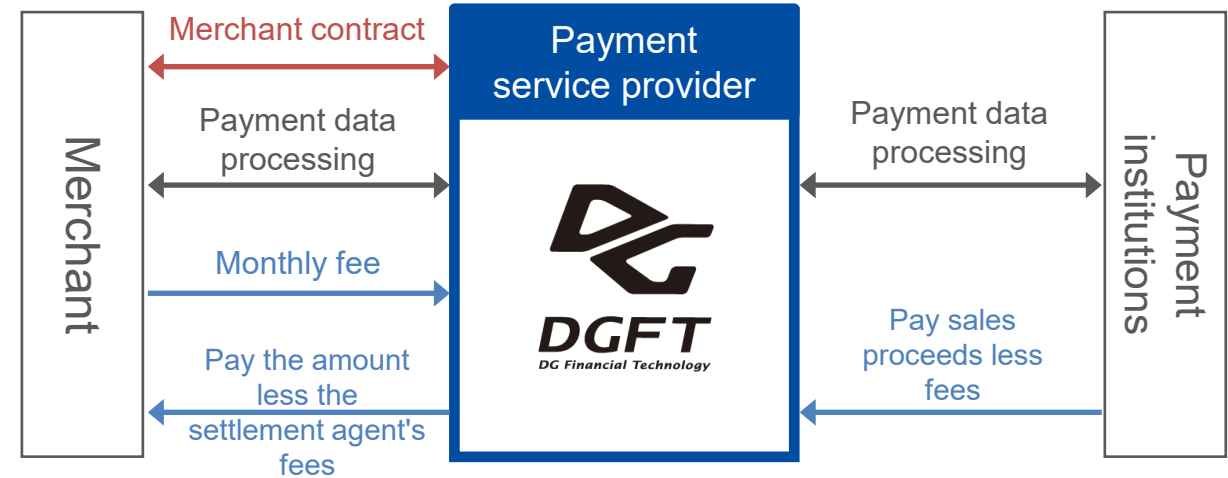 Merchant
Merchant contract
Payment data
processing
Monthly fee
Pay the amount
less the
settlement agent's
fees
Payment
service provider
DGFT
DG Financial Technology
Payment data
processing
Pay sales
proceeds less
fees
Payment
institutions